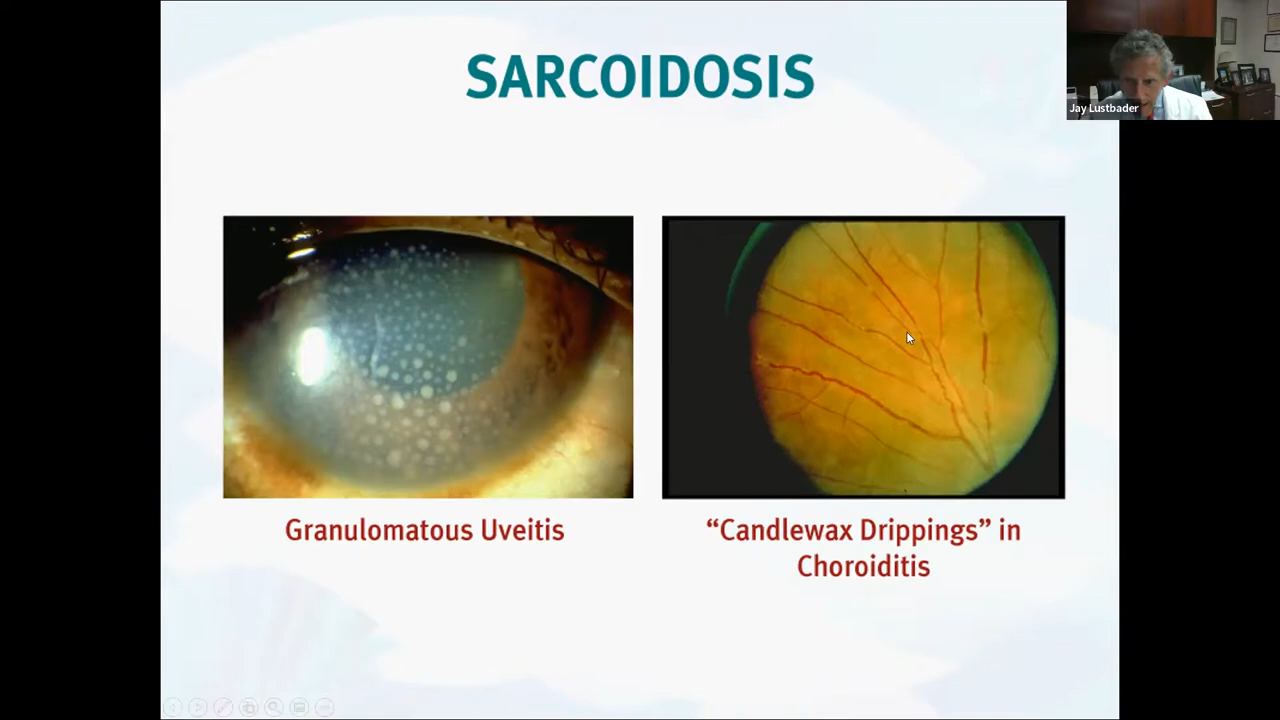 SARCOIDOSIS
Jay Lustbader
Granulomatous Uveitis
“Candlewax Drippings” in
Choroiditis